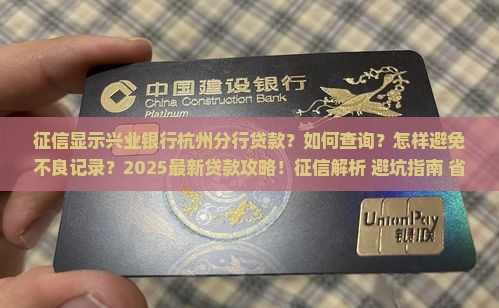 中国建设银行
China Construction Bank
Platinum
征信显示兴业银行杭州分行贷款？如何查询？怎样避免
不良记录？2025最新贷款攻略！征信解析 避坑指南 省
UnionPay
银联